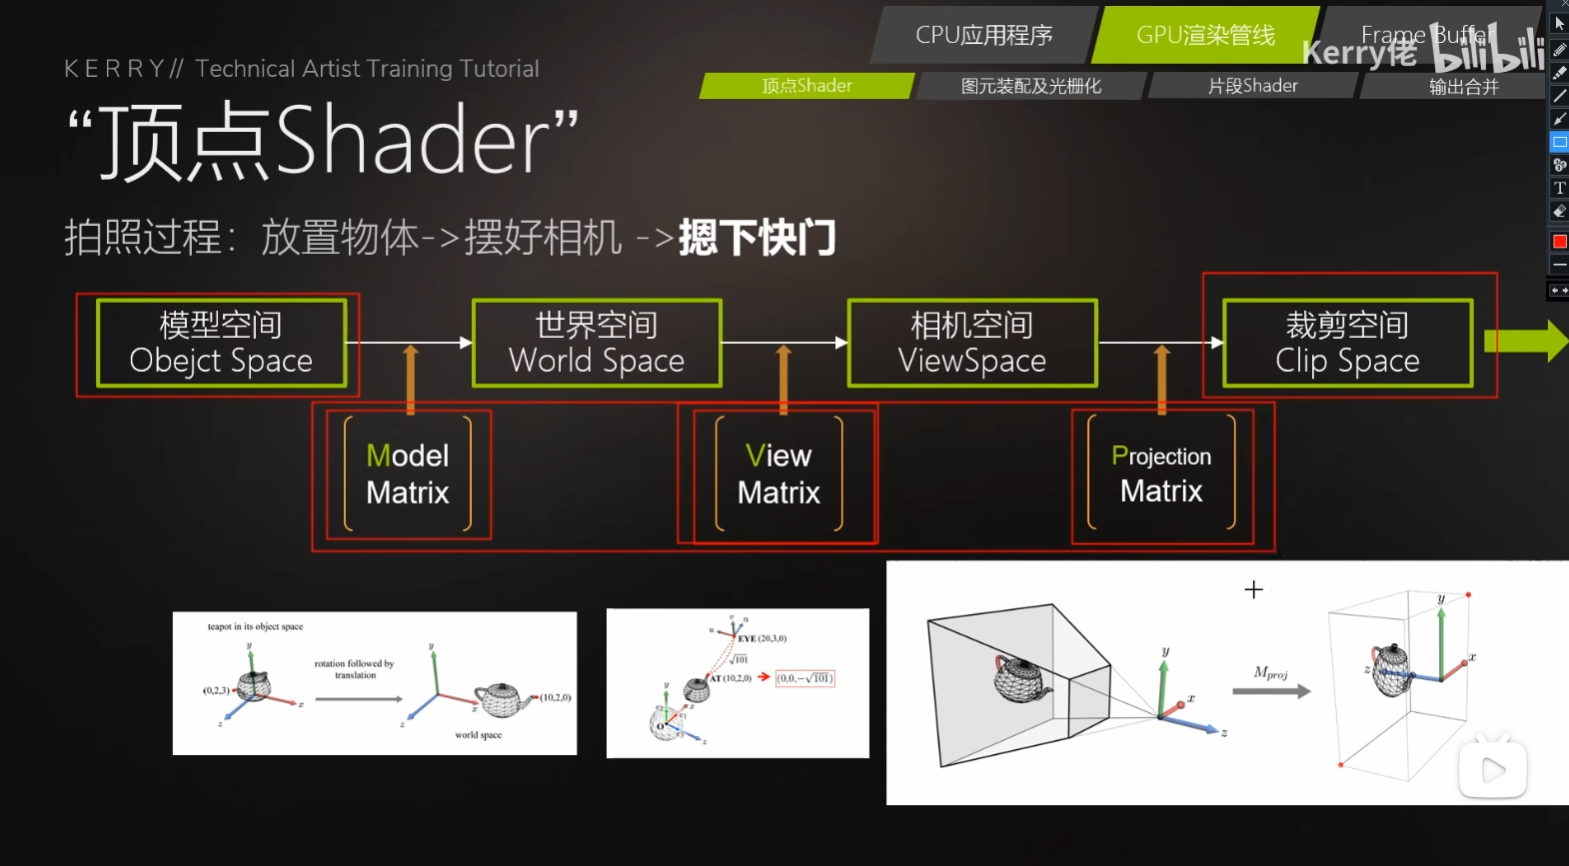 CPU应用程序
GPU渲染管线
Frame Buffer
Kerry佬 bilibili
顶点Shader
图元装配及光栅化
片段Shader
输出合并
KERRY// Technical Artist Training Tutorial
“顶点Shader”
拍照过程：放置物体->摆好相机 ->摁下快门
模型空间
Obejct Space
世界空间
World Space
相机空间
ViewSpace
裁剪空间
Clip Space
Model
Matrix
View
Matrix
Projection
Matrix
teapot in its object space
y
(0,2,3)
x
z
rotation followed by
translation
y
x
z
(10,2,0)
world space
v
n
u
EYE (20,3,0)
√101
AT (10,2,0)
(0,0,−√101)
y
x
O
z
y
x
z
Mproj
y
x
z
T